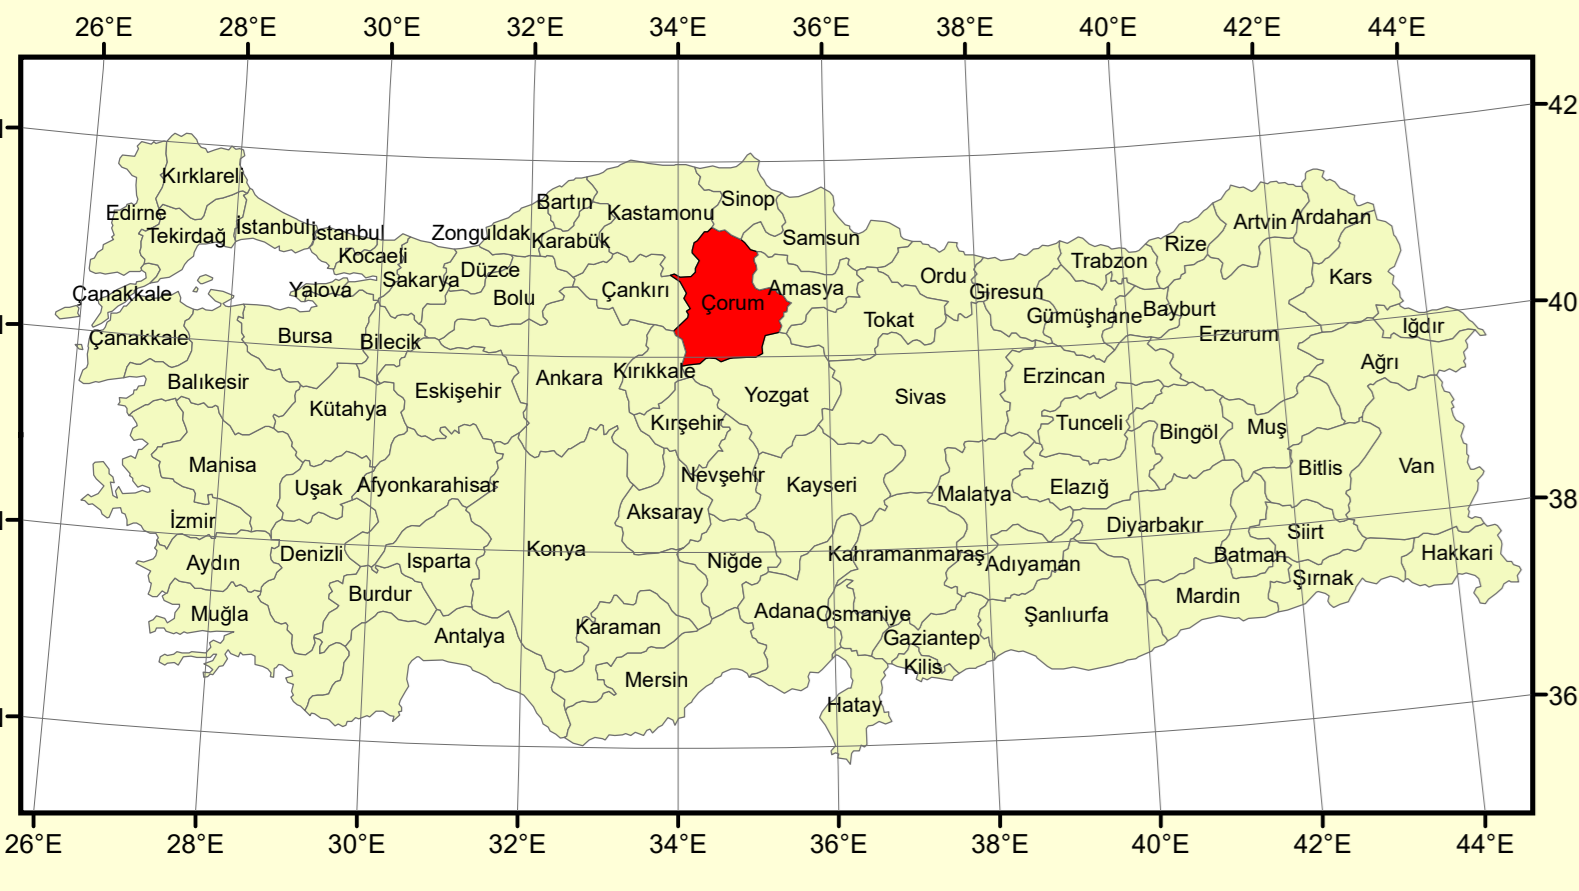 26°E 28°E 30°E 32°E 34°E 36°E 38°E 40°E 42°E 44°E
42
Kırklareli
Sinop
Bartın
Edirne
Kastamonu
Ardahan
Artvin
İstanbul
İstanbul
Tekirdağ
Zonguldak
Karabük
Samsun
Rize
Kocaeli
Trabzon
Düzce
Sakarya
Ordu
Kars
Yalova
Çanakkale
Bolu
Çankırı
Amasya
Giresun
40
Çorum
Bayburt
Gümüşhane
Tokat
Iğdır
Çanakkale
Bursa
Bilecik
Erzurum
Ağrı
Kırıkkale
Balıkesir
Ankara
Erzincan
Eskişehir
Yozgat
Sivas
Kütahya
Kırşehir
Tunceli
Muş
Bingöl
Manisa
Bitlis
Van
Nevşehir
Uşak
Afyonkarahisar
Kayseri
Malatya
Elazığ
38
Aksaray
İzmir
Diyarbakır
Siirt
Denizli
Konya
Kahramanmaraş
Batman
Hakkari
Aydın
Isparta
Niğde
Adıyaman
Şırnak
Burdur
Mardin
Muğla
Adana
Osmaniye
Şanlıurfa
Karaman
Antalya
Gaziantep
Kilis
Mersin
36
Hatay
26°E 28°E 30°E 32°E 34°E 36°E 38°E 40°E 42°E 44°E